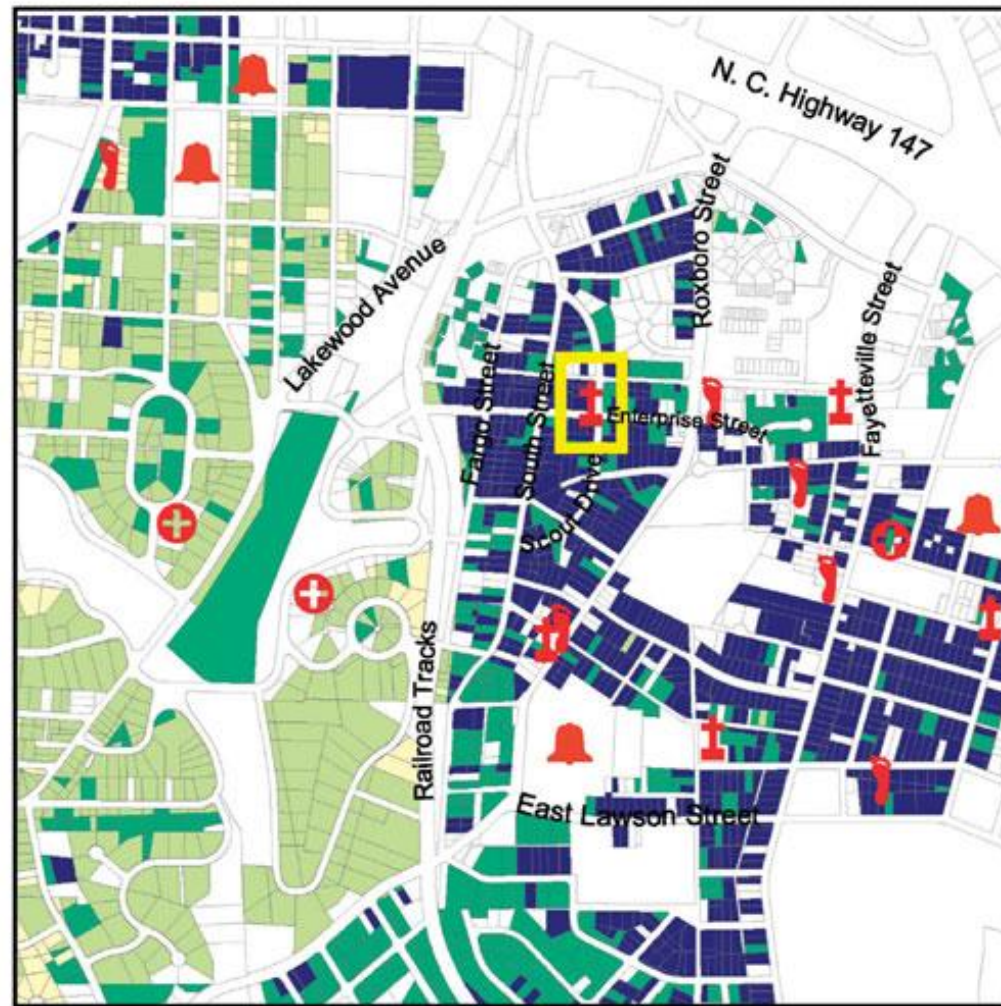 N. C. Highway 147
Roxboro Street
Lakewood Avenue
Fayetteville Street
Fargo Street
South Street
Enterprise Street
Scout Drive
Railroad Tracks
East Lawson Street